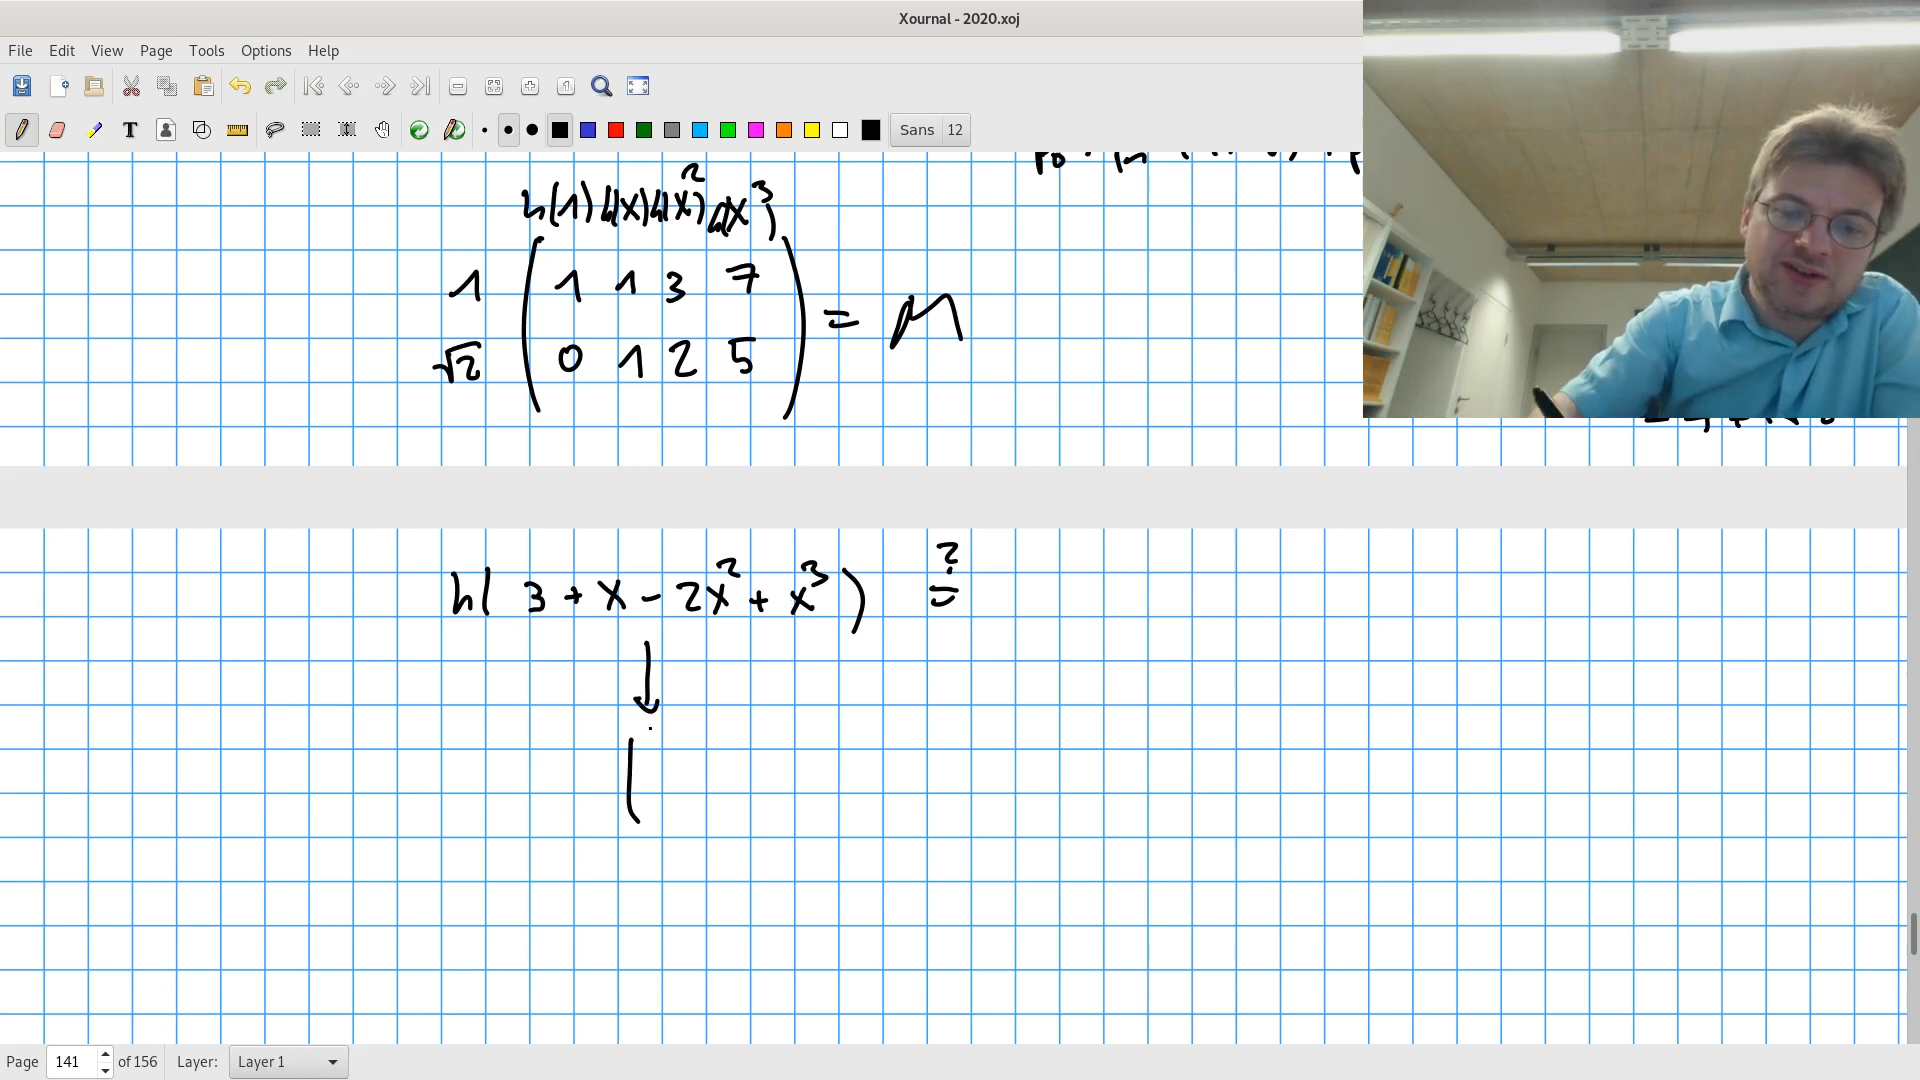 Xournal - 2020.xoj
File Edit View Page Tools Options Help
Sans 12
h(1) h(x) h(x²) h(x³)
1 ( 1 1 3 7
√2 0 1 2 5 ) = M
h( 3 + x - 2x² + x³ ) ?=
↓
(
Page 141 of 156 Layer: Layer 1